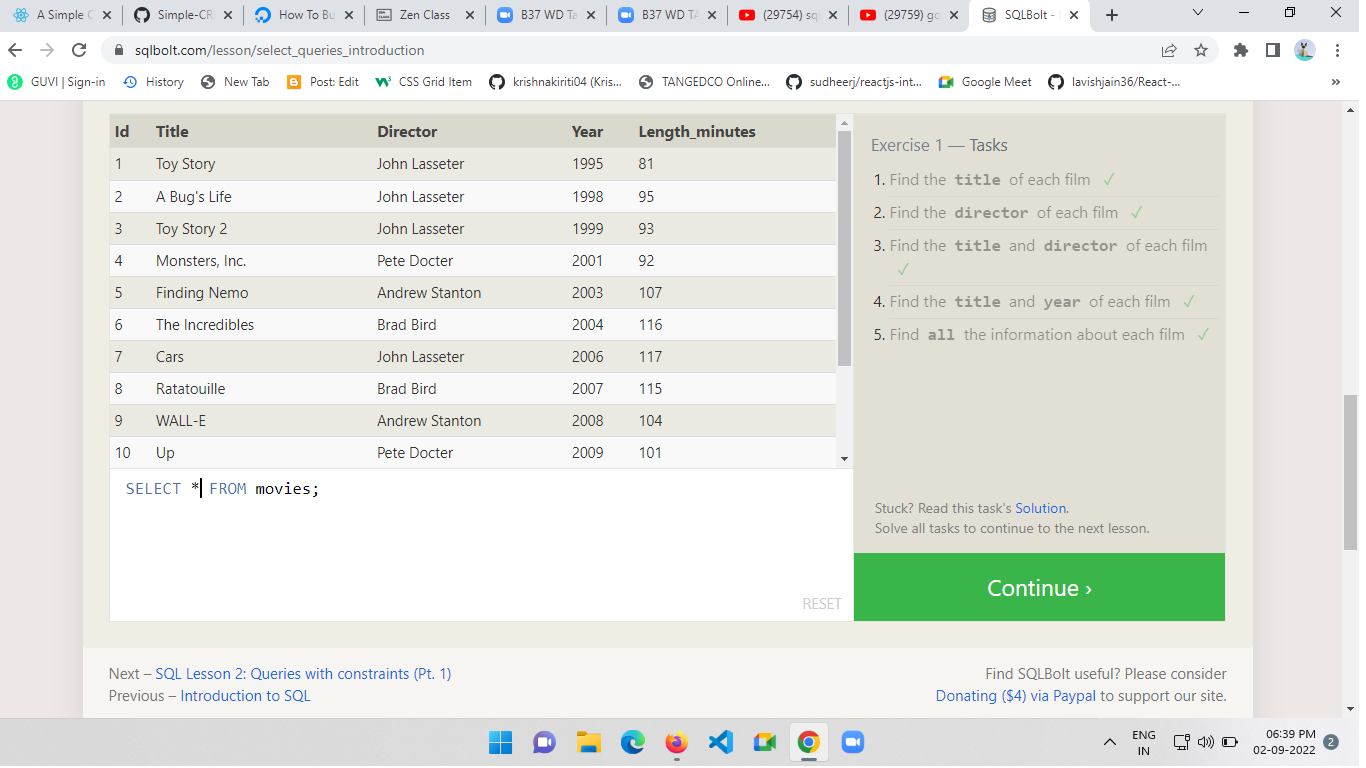 A Simple C
Simple-CR
How To Bu
Zen Class
B37 WD Ta
B37 WD TA
(29754) sq
(29759) go
SQLBolt -
sqlbolt.com/lesson/select_queries_introduction
GUVI | Sign-in
History
New Tab
Post: Edit
CSS Grid Item
krishnakiriti04 (Kris...
TANGEDCO Online...
sudheerj/reactjs-int...
Google Meet
lavishjain36/React-...
»
Id Title Director Year Length_minutes
1 Toy Story John Lasseter 1995 81
2 A Bug's Life John Lasseter 1998 95
3 Toy Story 2 John Lasseter 1999 93
4 Monsters, Inc. Pete Docter 2001 92
5 Finding Nemo Andrew Stanton 2003 107
6 The Incredibles Brad Bird 2004 116
7 Cars John Lasseter 2006 117
8 Ratatouille Brad Bird 2007 115
9 WALL-E Andrew Stanton 2008 104
10 Up Pete Docter 2009 101
SELECT * FROM movies;
RESET
Exercise 1 — Tasks
1. Find the title of each film ✓
2. Find the director of each film ✓
3. Find the title and director of each film
✓
4. Find the title and year of each film ✓
5. Find all the information about each film ✓
Stuck? Read this task's Solution.
Solve all tasks to continue to the next lesson.
Continue ›
Next – SQL Lesson 2: Queries with constraints (Pt. 1)
Previous – Introduction to SQL
Find SQLBolt useful? Please consider
Donating ($4) via Paypal to support our site.
ENG
IN
06:39 PM
02-09-2022
2